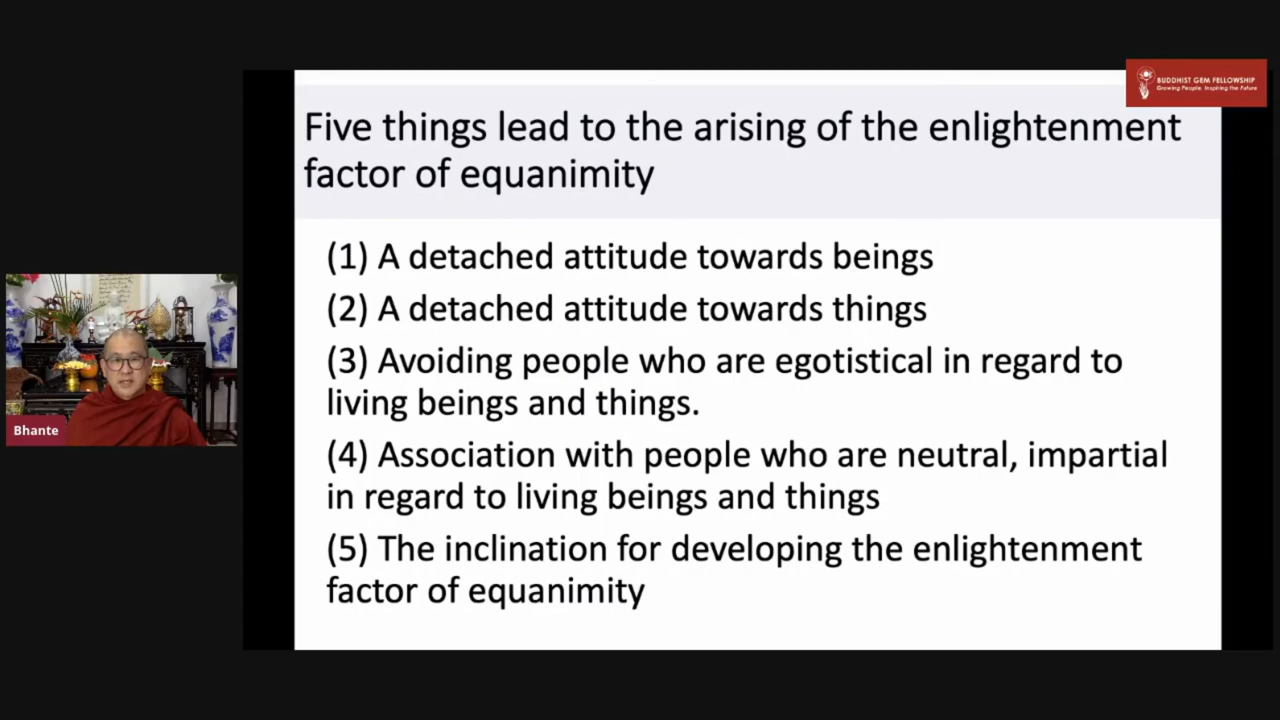 BUDDHIST GEM FELLOWSHIP
Growing People. Inspiring the Future
Five things lead to the arising of the enlightenment
factor of equanimity
(1) A detached attitude towards beings
(2) A detached attitude towards things
(3) Avoiding people who are egotistical in regard to
living beings and things.
(4) Association with people who are neutral, impartial
in regard to living beings and things
(5) The inclination for developing the enlightenment
factor of equanimity
Bhante